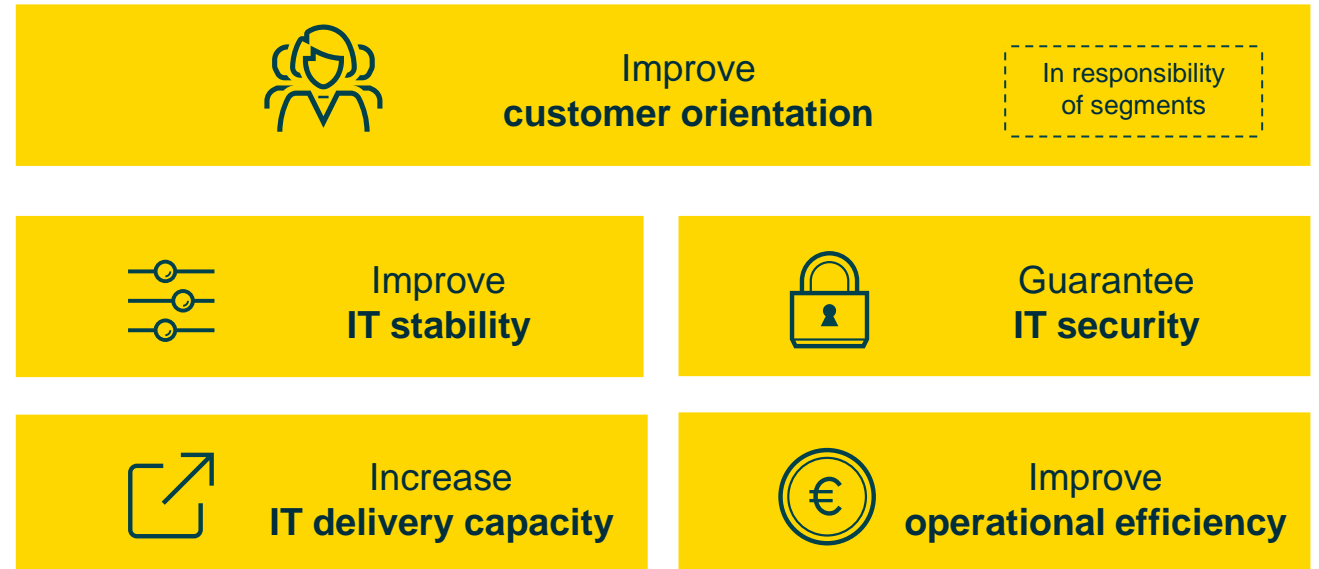 Improve
customer orientation
In responsibility
of segments
Improve
IT stability
Guarantee
IT security
Increase
IT delivery capacity
€
Improve
operational efficiency